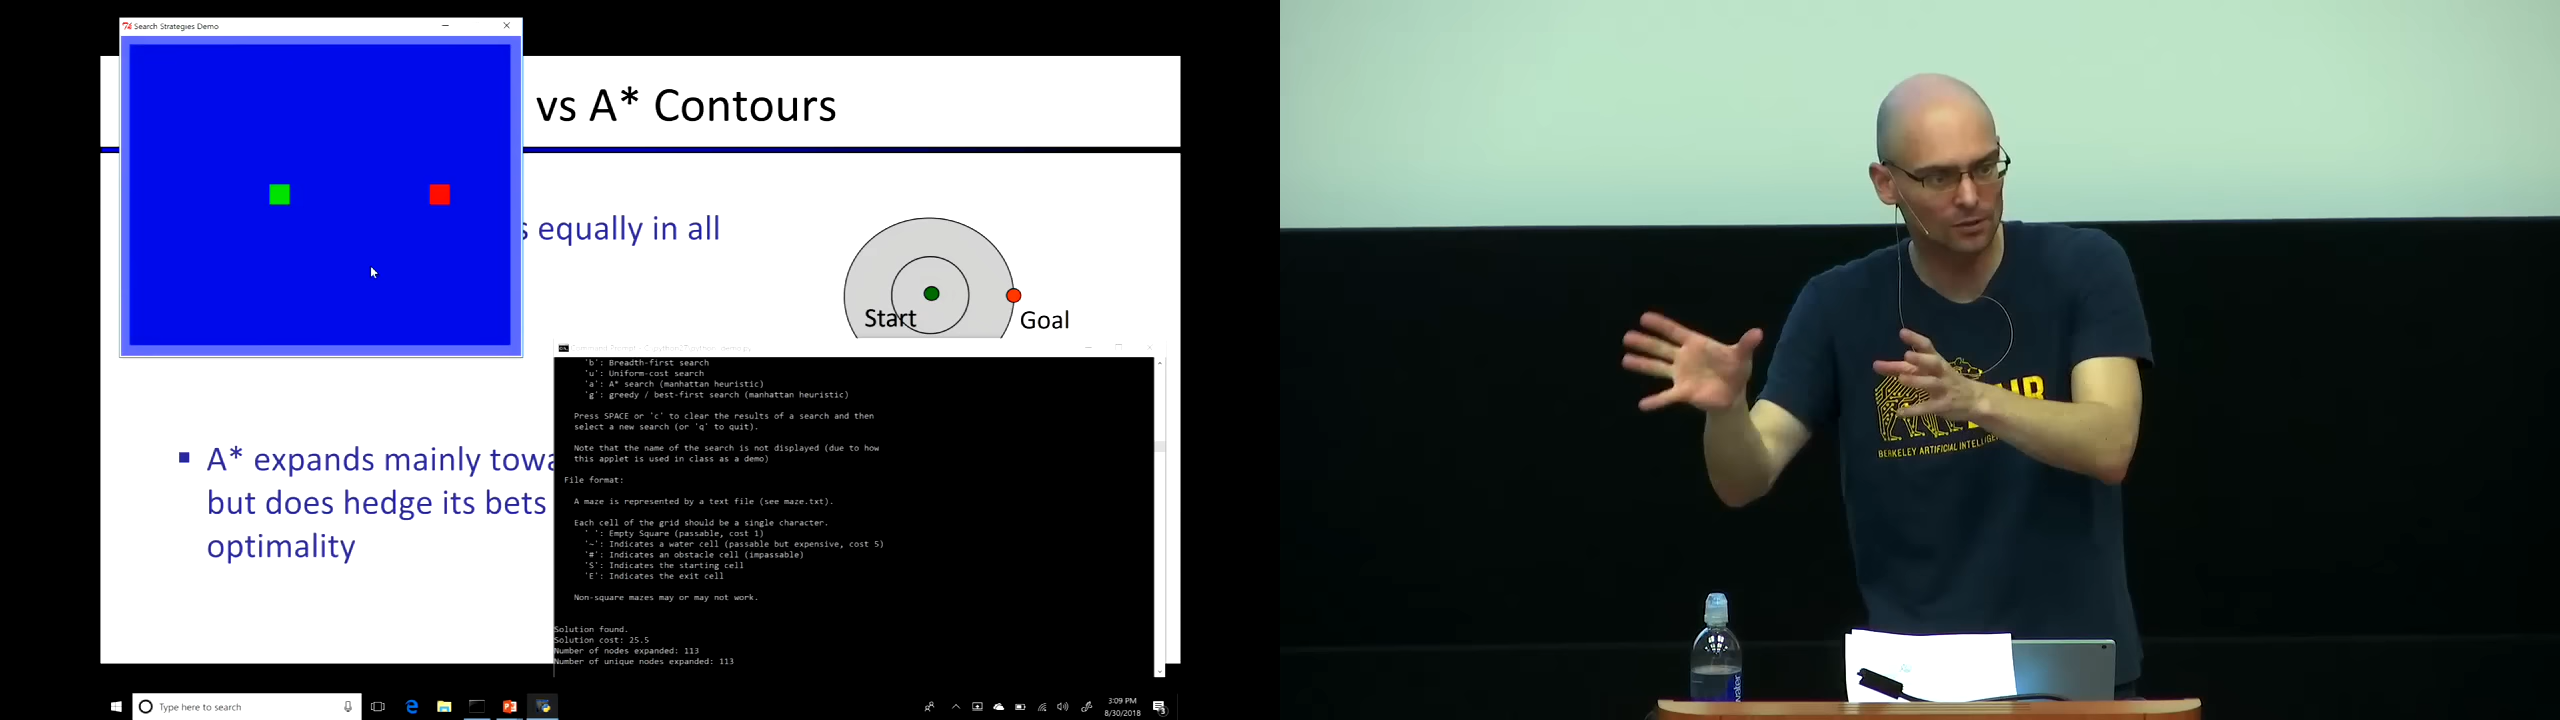 Search Strategies Demo
vs A* Contours
s equally in all
Start
Goal
'b': Breadth-first search
'u': Uniform-cost search
'a': A* search (manhattan heuristic)
'g': greedy / best-first search (manhattan heuristic)
Press SPACE or 'c' to clear the results of a search and then
select a new search (or 'q' to quit).
Note that the name of the search is not displayed (due to how
this applet is used in class as a demo)
File format:
A maze is represented by a text file (see maze.txt).
Each cell of the grid should be a single character.
' ': Empty Square (passable, cost 1)
'~': Indicates a water cell (passable but expensive, cost 5)
'#': Indicates an obstacle cell (impassable)
'S': Indicates the starting cell
'E': Indicates the exit cell
Non-square mazes may or may not work.
Solution found.
Solution cost: 25.5
Number of nodes expanded: 113
Number of unique nodes expanded: 113
▪ A* expands mainly towa
but does hedge its bets
optimality
Type here to search
3:09 PM
8/30/2018
BERKELEY ARTIFICIAL INTELLIGE
water